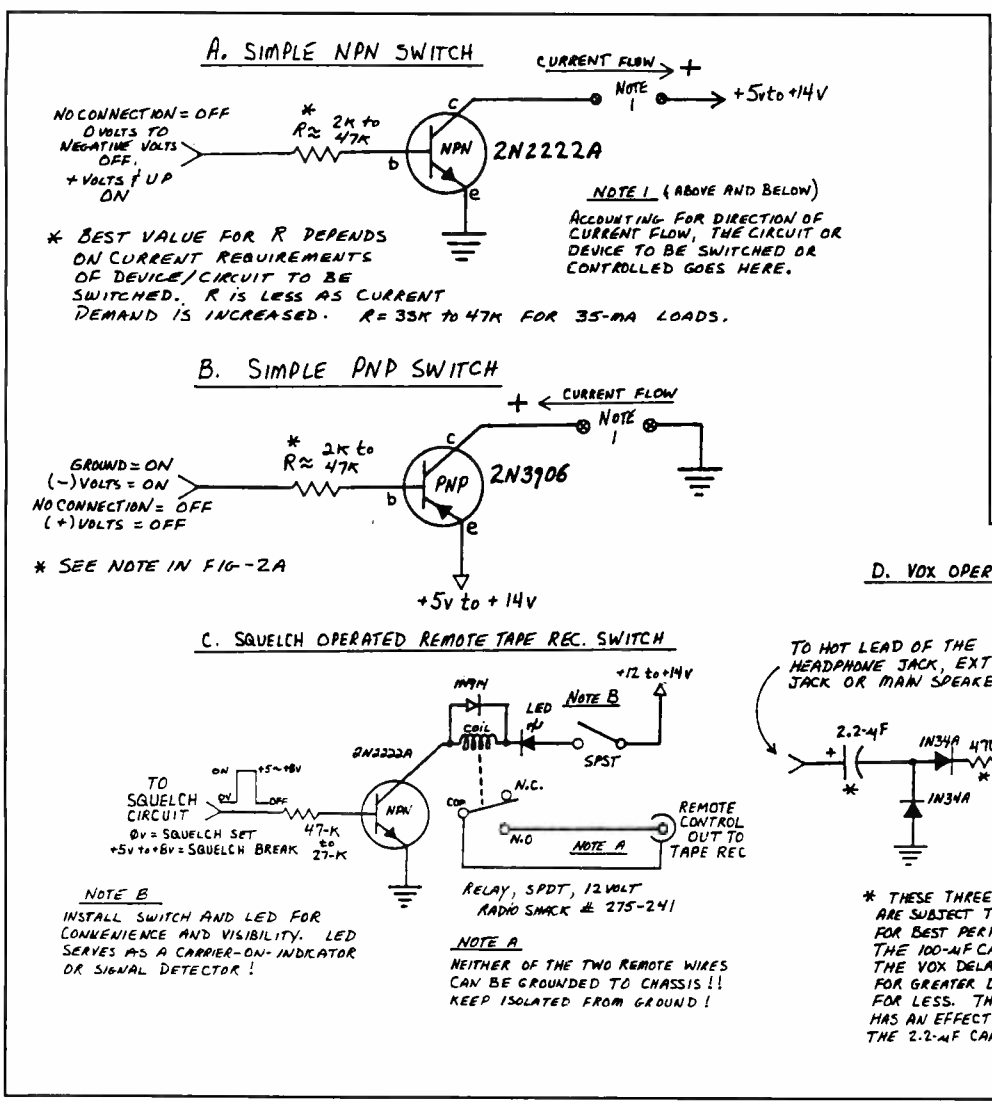 A. SIMPLE NPN SWITCH
CURRENT FLOW +
NO CONNECTION = OFF
0 VOLTS TO
NEGATIVE VOLTS
OFF.
+ VOLTS & UP
ON
*
R≈ 2K to
47K
b
c
NPN
e
2N2222A
NOTE
1
+5v to +14v
NOTE 1 (ABOVE AND BELOW)
ACCOUNTING FOR DIRECTION OF
CURRENT FLOW, THE CIRCUIT OR
DEVICE TO BE SWITCHED OR
CONTROLLED GOES HERE.
* BEST VALUE FOR R DEPENDS
ON CURRENT REQUIREMENTS
OF DEVICE/CIRCUIT TO BE
SWITCHED. R is LESS AS CURRENT
DEMAND IS INCREASED. R = 33K to 47K FOR 35-mA LOADS.
B. SIMPLE PNP SWITCH
+ CURRENT FLOW
GROUND = ON
(-) VOLTS = ON
NO CONNECTION = OFF
(+) VOLTS = OFF
*
R≈ 2K to
47K
b
c
PNP
e
2N3906
NOTE
1
* SEE NOTE IN FIG-2A
+5v to +14v
C. SQUELCH OPERATED REMOTE TAPE REC. SWITCH
1N914
COIL
LED
NOTE B
SPST
+12 to +14V
2N2222A
NPN
ON +5~+8v
0V OFF
TO
SQUELCH
CIRCUIT
0v = SQUELCH SET
+5v to +8v = SQUELCH BREAK
47-K
to
27-K
COM
N.C.
N.O
NOTE A
REMOTE
CONTROL
OUT TO
TAPE REC
RELAY, SPDT, 12 VOLT
RADIO SHACK # 275-241
NOTE B
INSTALL SWITCH AND LED FOR
CONVENIENCE AND VISIBILITY. LED
SERVES AS A CARRIER-ON-INDICATOR
OR SIGNAL DETECTOR!
NOTE A
NEITHER OF THE TWO REMOTE WIRES
CAN BE GROUNDED TO CHASSIS!!
KEEP ISOLATED FROM GROUND!
D. VOX OPER
TO HOT LEAD OF THE
HEADPHONE JACK, EXT
JACK OR MAIN SPEAKE
2.2-µF
+
*
1N34A
470
*
1N34A
* THESE THREE
ARE SUBJECT T
FOR BEST PER
THE 100-µF CA
THE VOX DELA
FOR GREATER D
FOR LESS. TH
HAS AN EFFECT
THE 2.2-µF CA